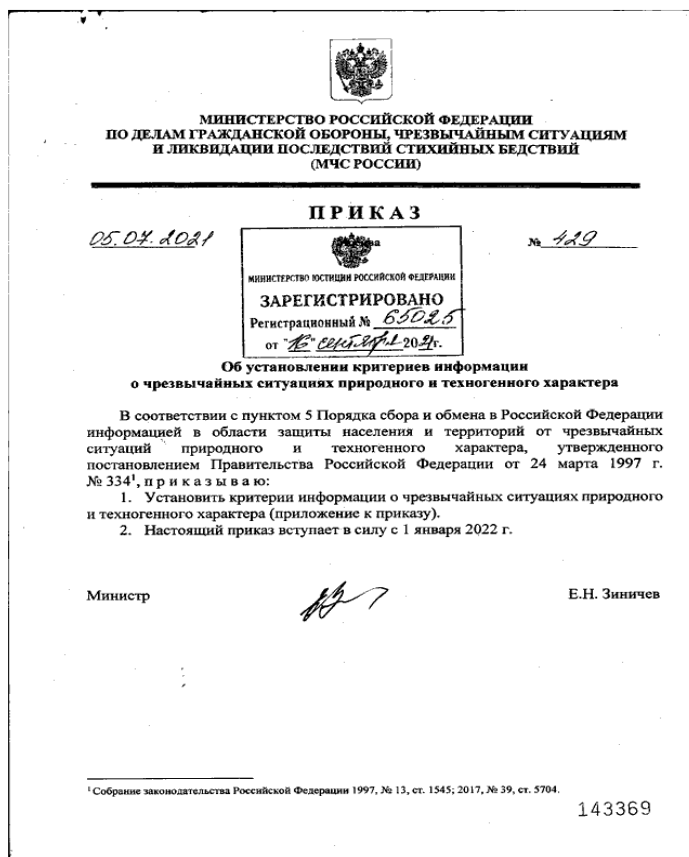 МИНИСТЕРСТВО РОССИЙСКОЙ ФЕДЕРАЦИИ
ПО ДЕЛАМ ГРАЖДАНСКОЙ ОБОРОНЫ, ЧРЕЗВЫЧАЙНЫМ СИТУАЦИЯМ
И ЛИКВИДАЦИИ ПОСЛЕДСТВИЙ СТИХИЙНЫХ БЕДСТВИЙ
(МЧС РОССИИ)
ПРИКАЗ
05.07.2021
№ 429
МИНИСТЕРСТВО ЮСТИЦИИ РОССИЙСКОЙ ФЕДЕРАЦИИ
ЗАРЕГИСТРИРОВАНО
Регистрационный № 65025
от "16" сентября 2021г.
Об установлении критериев информации
о чрезвычайных ситуациях природного и техногенного характера
В соответствии с пунктом 5 Порядка сбора и обмена в Российской Федерации
информацией в области защиты населения и территорий от чрезвычайных
ситуаций природного и техногенного характера, утвержденного
постановлением Правительства Российской Федерации от 24 марта 1997 г.
№ 334¹, п р и к а з ы в а ю:
1. Установить критерии информации о чрезвычайных ситуациях природного
и техногенного характера (приложение к приказу).
2. Настоящий приказ вступает в силу с 1 января 2022 г.
Министр
Е.Н. Зиничев
¹ Собрание законодательства Российской Федерации 1997, № 13, ст. 1545; 2017, № 39, ст. 5704.
143369